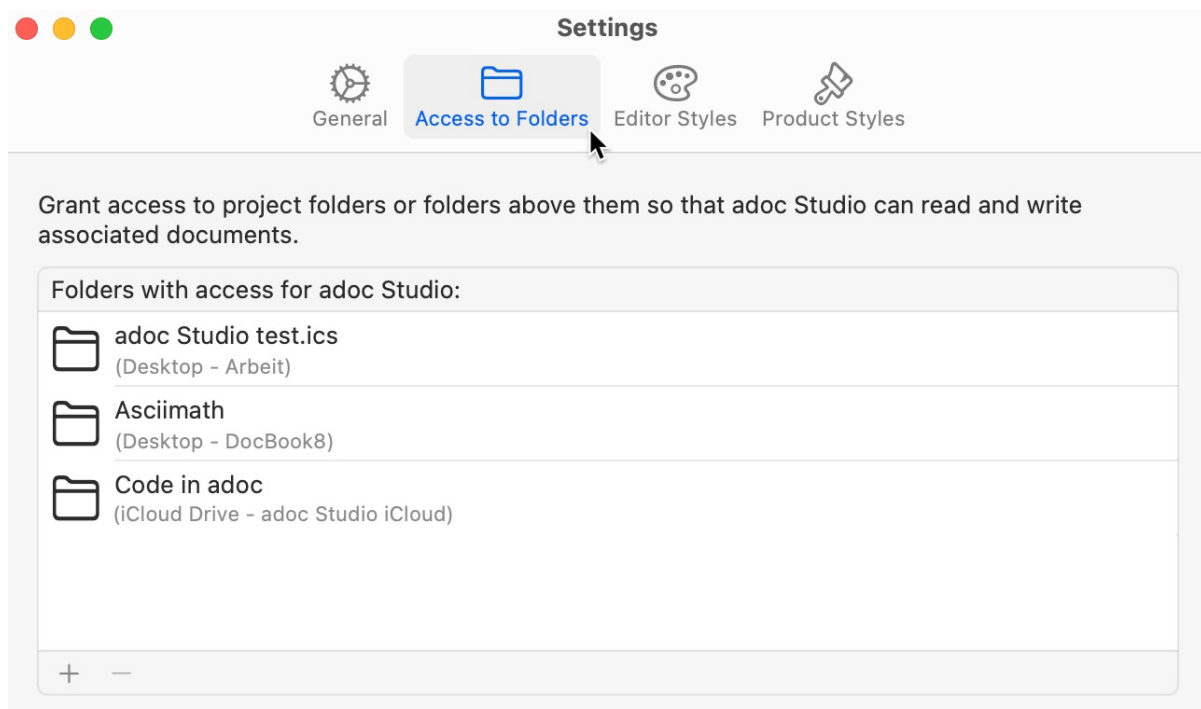 Settings
General
Access to Folders
Editor Styles
Product Styles
Grant access to project folders or folders above them so that adoc Studio can read and write
associated documents.
Folders with access for adoc Studio:
adoc Studio test.ics
(Desktop - Arbeit)
Asciimath
(Desktop - DocBook8)
Code in adoc
(iCloud Drive - adoc Studio iCloud)